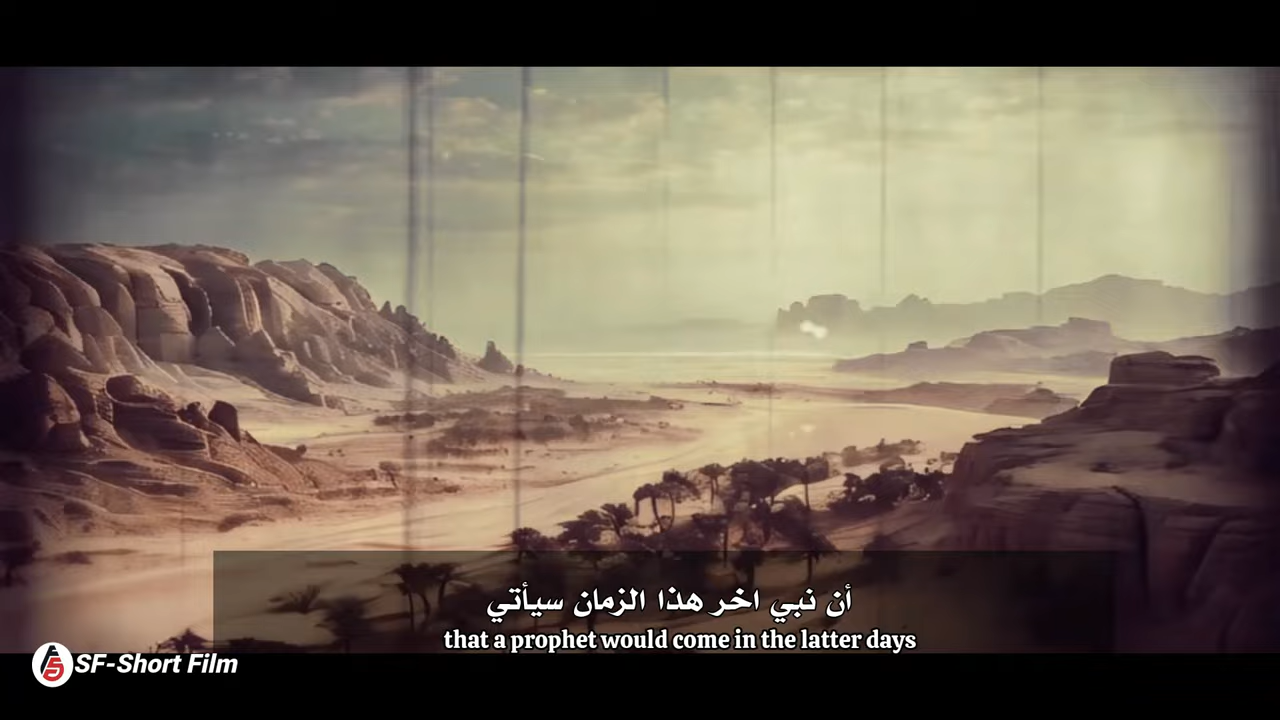 أن نبي اخر هذا الزمان سيأتي
that a prophet would come in the latter days
SF-Short Film